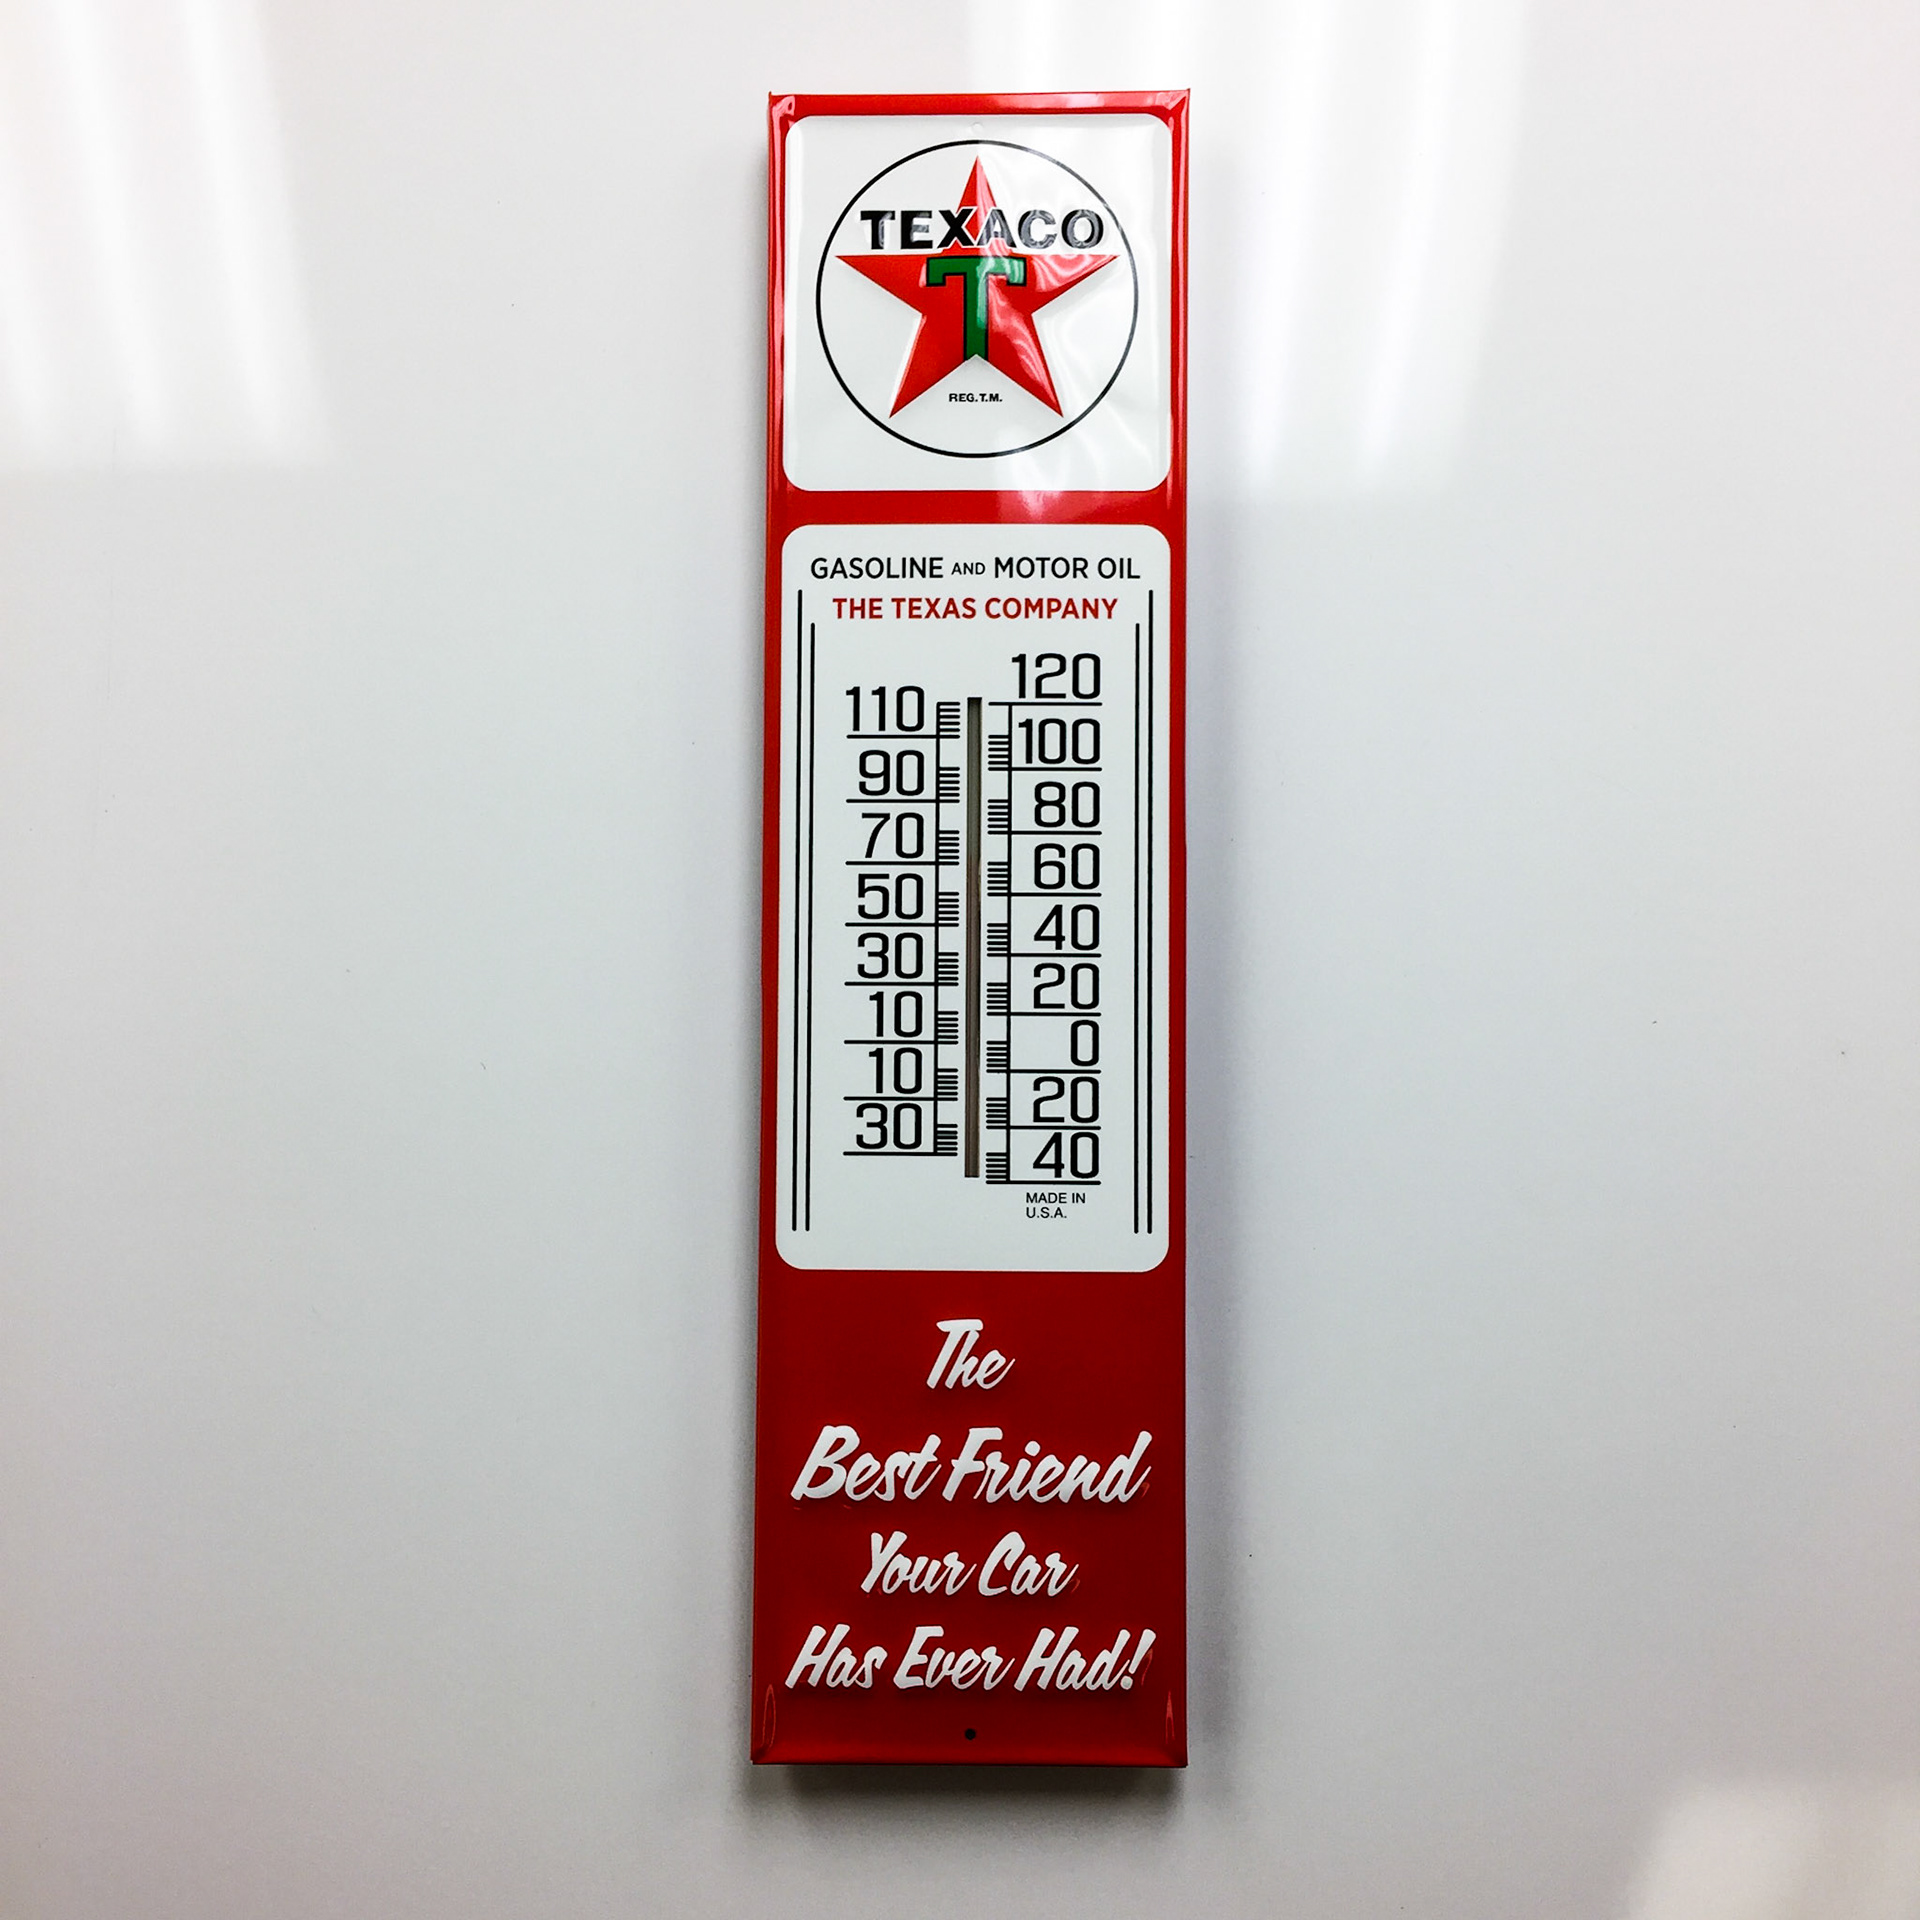 TEXACO
T
REG. T.M.
GASOLINE AND MOTOR OIL
THE TEXAS COMPANY
120
110
100
90
80
70
60
50
40
30
20
10
0
10
20
30
40
MADE IN
U.S.A.
The
Best Friend
Your Car
Has Ever Had!